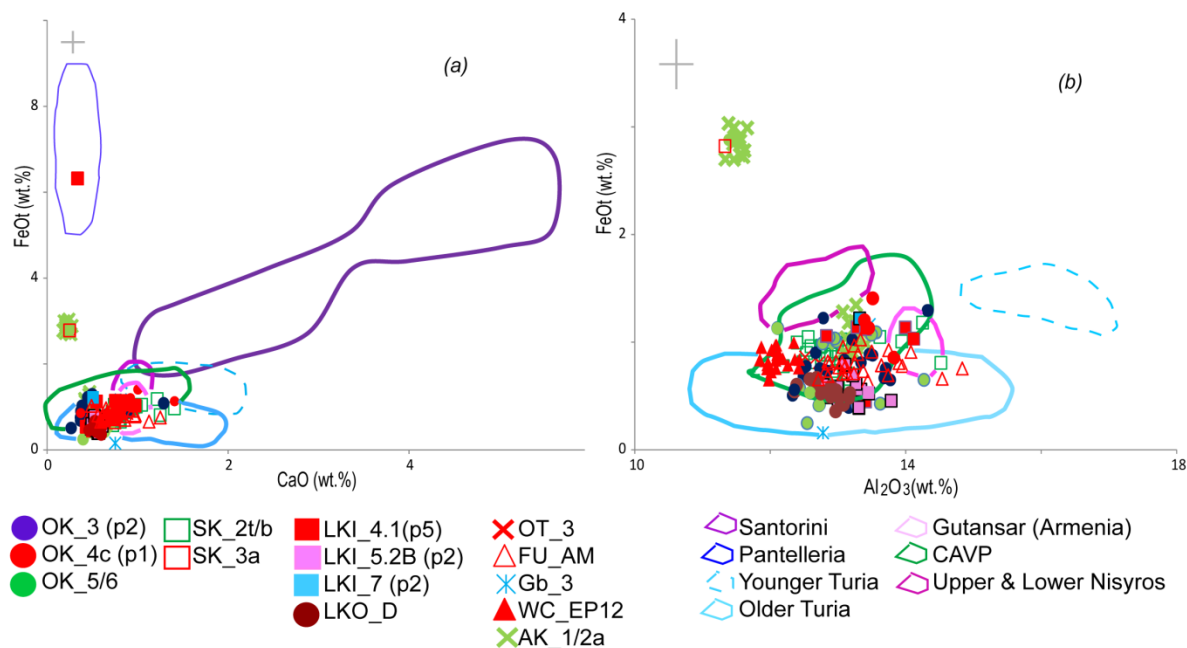 (a)
8
4
0
FeOt (wt.%)
0
2
4
CaO (wt.%)
(b)
4
2
0
FeOt (wt.%)
10
14
18
Al₂O₃(wt.%)
OK_3 (p2)
OK_4c (p1)
OK_5/6
SK_2t/b
SK_3a
LKI_4.1(p5)
LKI_5.2B (p2)
LKI_7 (p2)
LKO_D
OT_3
FU_AM
Gb_3
WC_EP12
AK_1/2a
Santorini
Pantelleria
Younger Turia
Older Turia
Gutansar (Armenia)
CAVP
Upper & Lower Nisyros